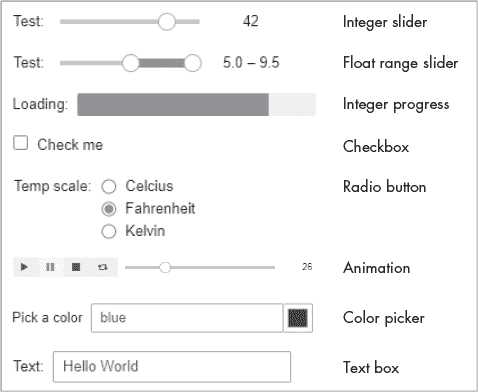 Test: 42 Integer slider
Test: 5.0 – 9.5 Float range slider
Loading: Integer progress
Check me Checkbox
Temp scale: Celcius Radio button
Fahrenheit
Kelvin
26 Animation
Pick a color blue Color picker
Text: Hello World Text box